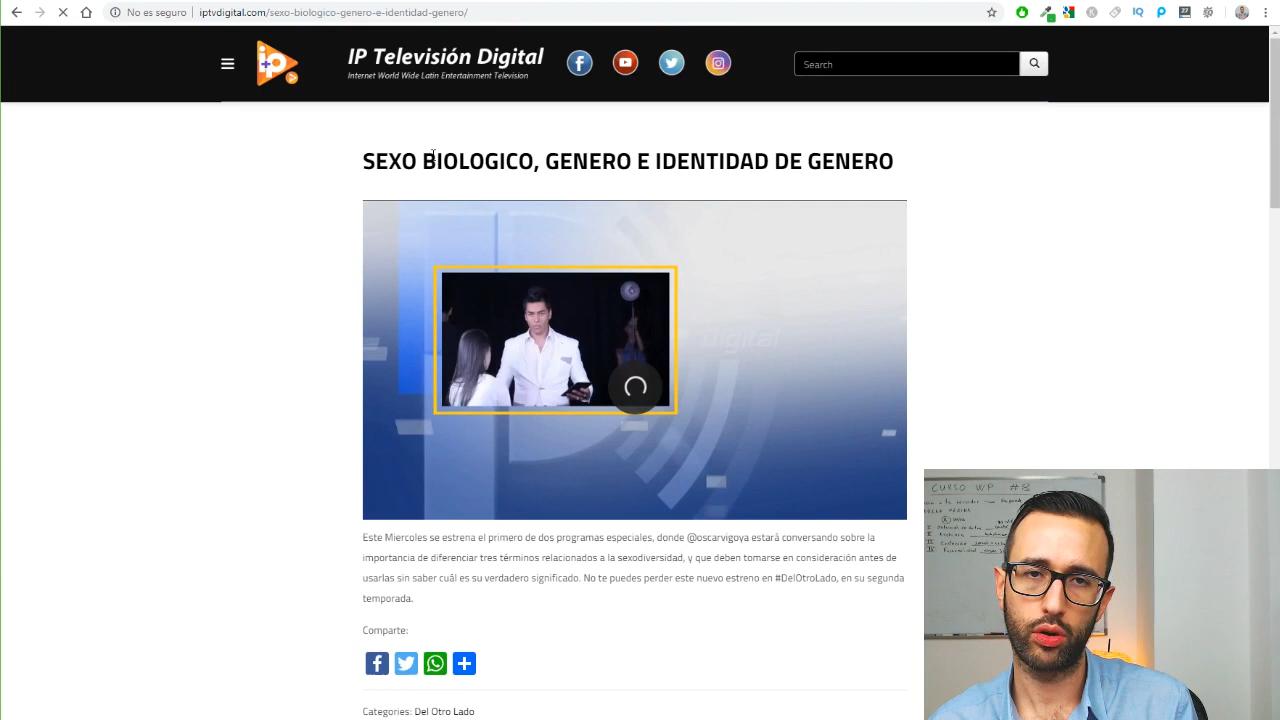 No es seguro | iptvdigital.com/sexo-biologico-genero-e-identidad-genero/
IP Televisión Digital
Internet World Wide Latin Entertainment Television
Search
SEXO BIOLOGICO, GENERO E IDENTIDAD DE GENERO
digital
Este Miercoles se estrena el primero de dos programas especiales, donde @oscarvigoya estará conversando sobre la
importancia de diferenciar tres términos relacionados a la sexodiversidad, y que deben tomarse en consideración antes de
usarlas sin saber cuál es su verdadero significado. No te puedes perder este nuevo estreno en #DelOtroLado, en su segunda
temporada.
Comparte:
Categories: Del Otro Lado
CURSO WP #8